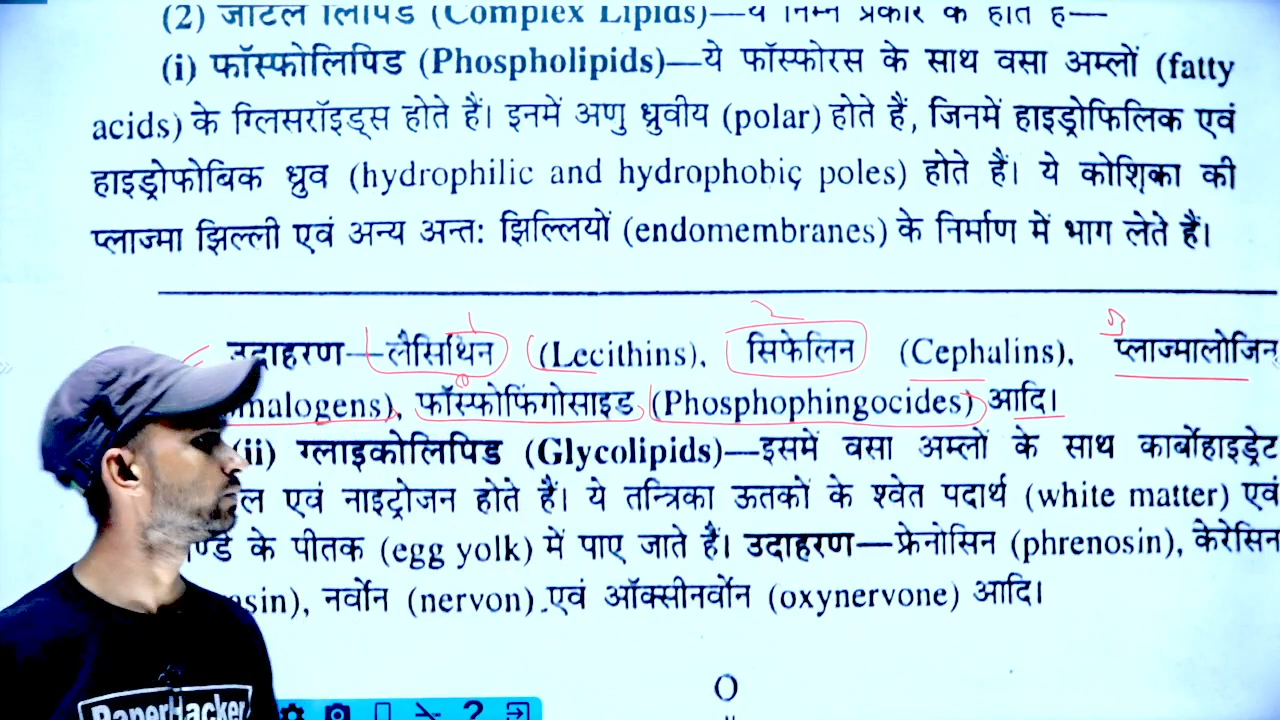 (2) जटिल लिपिड (Complex Lipids)—ये निम्न प्रकार के होते हैं—
(i) फॉस्फोलिपिड (Phospholipids)—ये फॉस्फोरस के साथ वसा अम्लों (fatty
acids) के ग्लिसरॉइड्स होते हैं। इनमें अणु ध्रुवीय (polar) होते हैं, जिनमें हाइड्रोफिलिक एवं
हाइड्रोफोबिक ध्रुव (hydrophilic and hydrophobic poles) होते हैं। ये कोशिका की
प्लाज्मा झिल्ली एवं अन्य अन्त: झिल्लियों (endomembranes) के निर्माण में भाग लेते हैं।
उदाहरण—लैसिथिन (Lecithins), सिफेलिन (Cephalins), प्लाज्मालोजिन
malogens), फॉस्फोफिंगोसाइड (Phosphophingocides) आदि।
(ii) ग्लाइकोलिपिड (Glycolipids)—इसमें वसा अम्लों के साथ कार्बोहाइड्रेट
ल एवं नाइट्रोजन होते हैं। ये तन्त्रिका ऊतकों के श्वेत पदार्थ (white matter) एवं
ण्डे के पीतक (egg yolk) में पाए जाते हैं। उदाहरण—फ्रेनोसिन (phrenosin), केरेसिन
sin), नर्वोन (nervon) एवं ऑक्सीनर्वोन (oxynervone) आदि।
O
PaperHacker